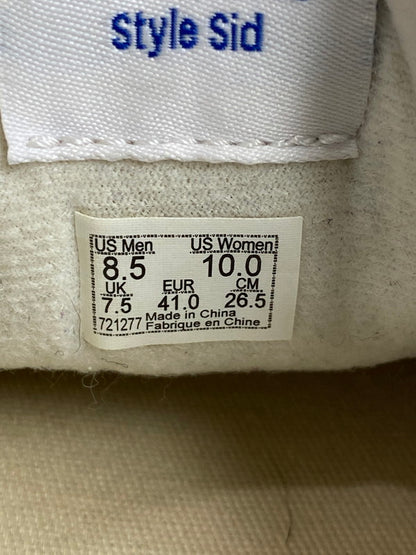 Style Sid
US Men US Women
8.5 10.0
UK EUR CM
7.5 41.0 26.5
721277 Made in China
Fabrique en Chine